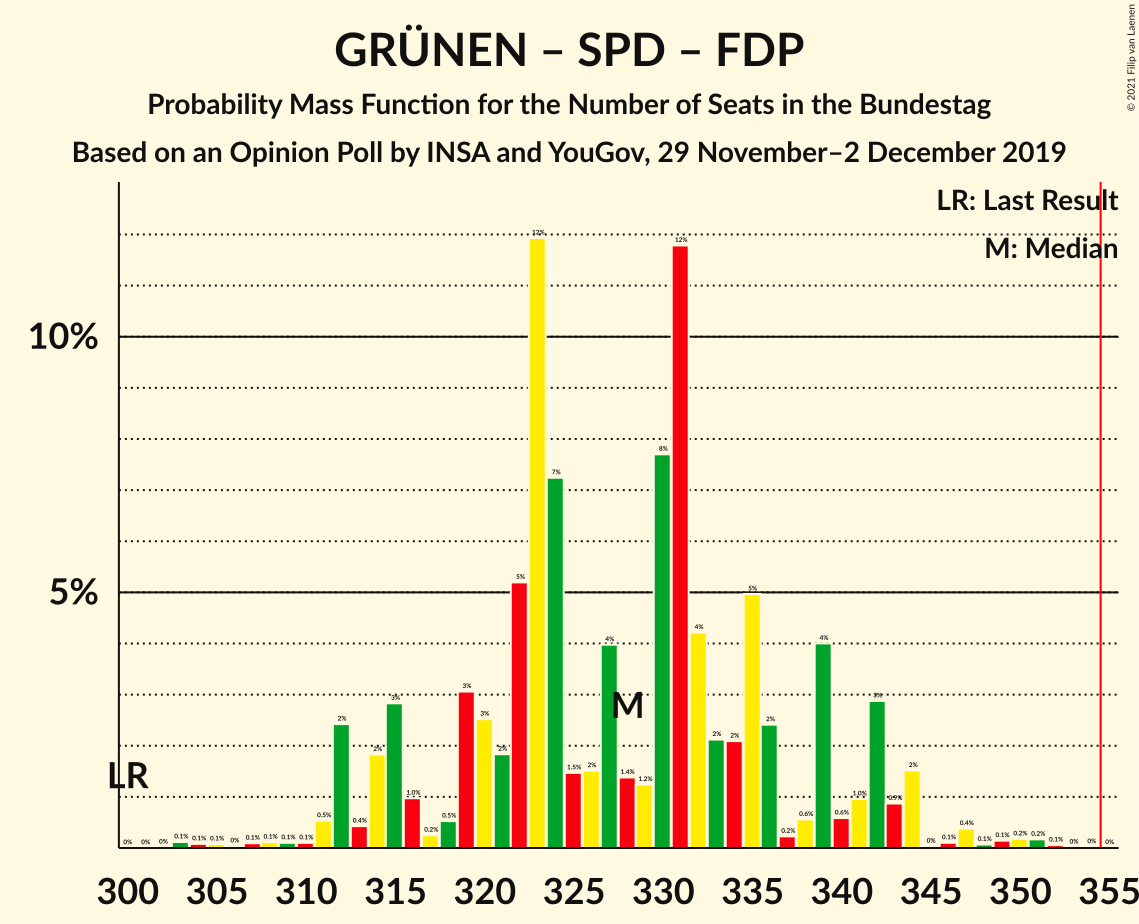 GRÜNEN – SPD – FDP
Probability Mass Function for the Number of Seats in the Bundestag
Based on an Opinion Poll by INSA and YouGov, 29 November–2 December 2019
© 2021 Filip van Laenen
LR: Last Result
M: Median
10%
5%
LR
M
0% 0% 0% 0.1% 0.1% 0.1% 0% 0.1% 0.1% 0.1% 0.1% 0.5% 2% 0.4% 2% 3% 1.0% 0.2% 0.5% 3% 3% 2% 5% 12% 7% 1.5% 2% 4% 1.4% 1.2% 8% 12% 4% 2% 2% 5% 2% 0.2% 0.6% 4% 0.6% 1.0% 3% 0.9% 2% 0% 0.1% 0.4% 0.1% 0.1% 0.2% 0.2% 0.1% 0% 0% 0%
300 305 310 315 320 325 330 335 340 345 350 355